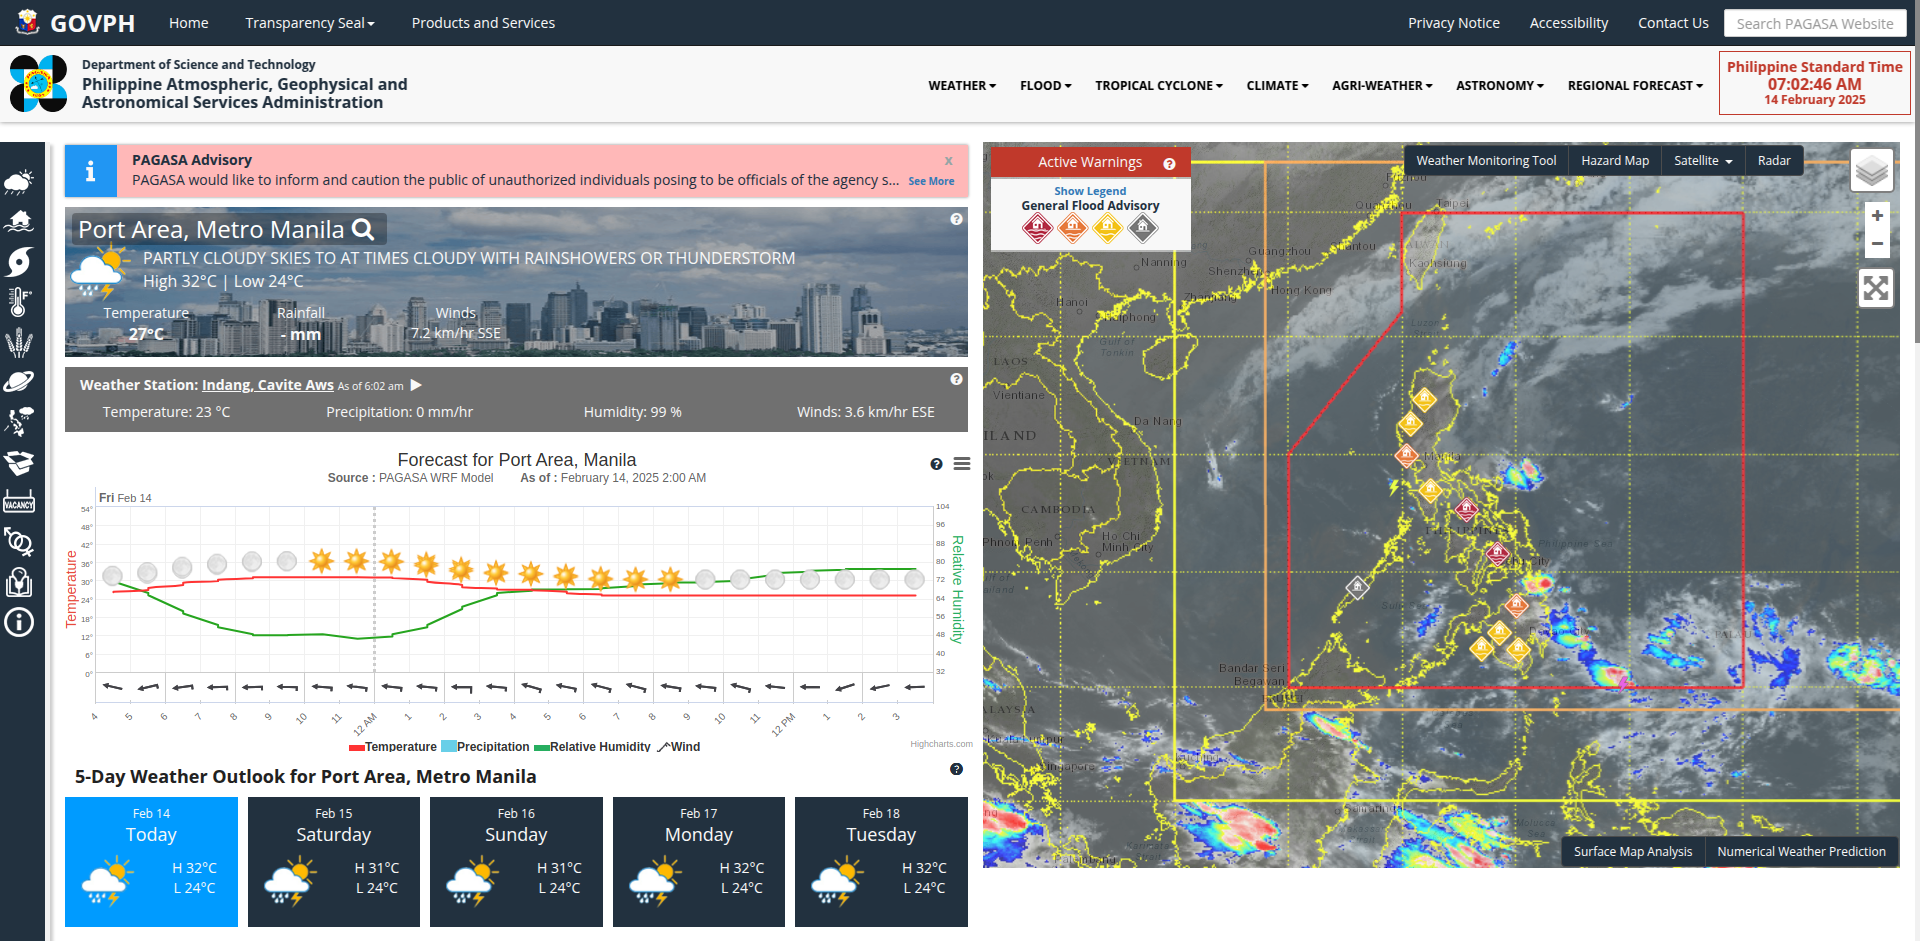 GOVPH
Home
Transparency Seal
Products and Services
Privacy Notice
Accessibility
Contact Us
Search PAGASA Website
Department of Science and Technology
Philippine Atmospheric, Geophysical and
Astronomical Services Administration
WEATHER
FLOOD
TROPICAL CYCLONE
CLIMATE
AGRI-WEATHER
ASTRONOMY
REGIONAL FORECAST
Philippine Standard Time
07:02:46 AM
14 February 2025
VACANCY
PAGASA Advisory
x
PAGASA would like to inform and caution the public of unauthorized individuals posing to be officials of the agency s... See More
Port Area, Metro Manila
PARTLY CLOUDY SKIES TO AT TIMES CLOUDY WITH RAINSHOWERS OR THUNDERSTORM
High 32°C | Low 24°C
Temperature Rainfall Winds
27°C - mm 7.2 km/hr SSE
Weather Station: Indang, Cavite Aws As of 6:02 am
Temperature: 23 °C Precipitation: 0 mm/hr Humidity: 99 % Winds: 3.6 km/hr ESE
Forecast for Port Area, Manila
Source : PAGASA WRF Model As of : February 14, 2025 2:00 AM
Fri Feb 14
Temperature
54°
48°
42°
36°
30°
24°
18°
12°
6°
0°
104
96
88
80
72
64
56
48
40
32
Relative Humidity
4 5 6 7 8 9 10 11 12 AM 1 2 3 4 5 6 7 8 9 10 11 12 PM 1 2 3
Temperature Precipitation Relative Humidity Wind
Highcharts.com
5-Day Weather Outlook for Port Area, Metro Manila
Feb 14
Today
H 32°C
L 24°C
Feb 15
Saturday
H 31°C
L 24°C
Feb 16
Sunday
H 31°C
L 24°C
Feb 17
Monday
H 32°C
L 24°C
Feb 18
Tuesday
H 32°C
L 24°C
Active Warnings
Show Legend
General Flood Advisory
Weather Monitoring Tool
Hazard Map
Satellite
Radar
+
−
Taipei
Guangzhou
Nanning
Shenzhen
Kaohsiung
Hong Kong
Hanoi
Zhanjiang
Gulf of
Tonkin
Luzon
LAOS
Vientiane
Da Nang
VIETNAM
CAMBODIA
Ho Chi
Minh City
Phnom Penh
Manila
Philippine Sea
PALAU
Bandar Seri
Begawan
Singapore
Surface Map Analysis
Numerical Weather Prediction